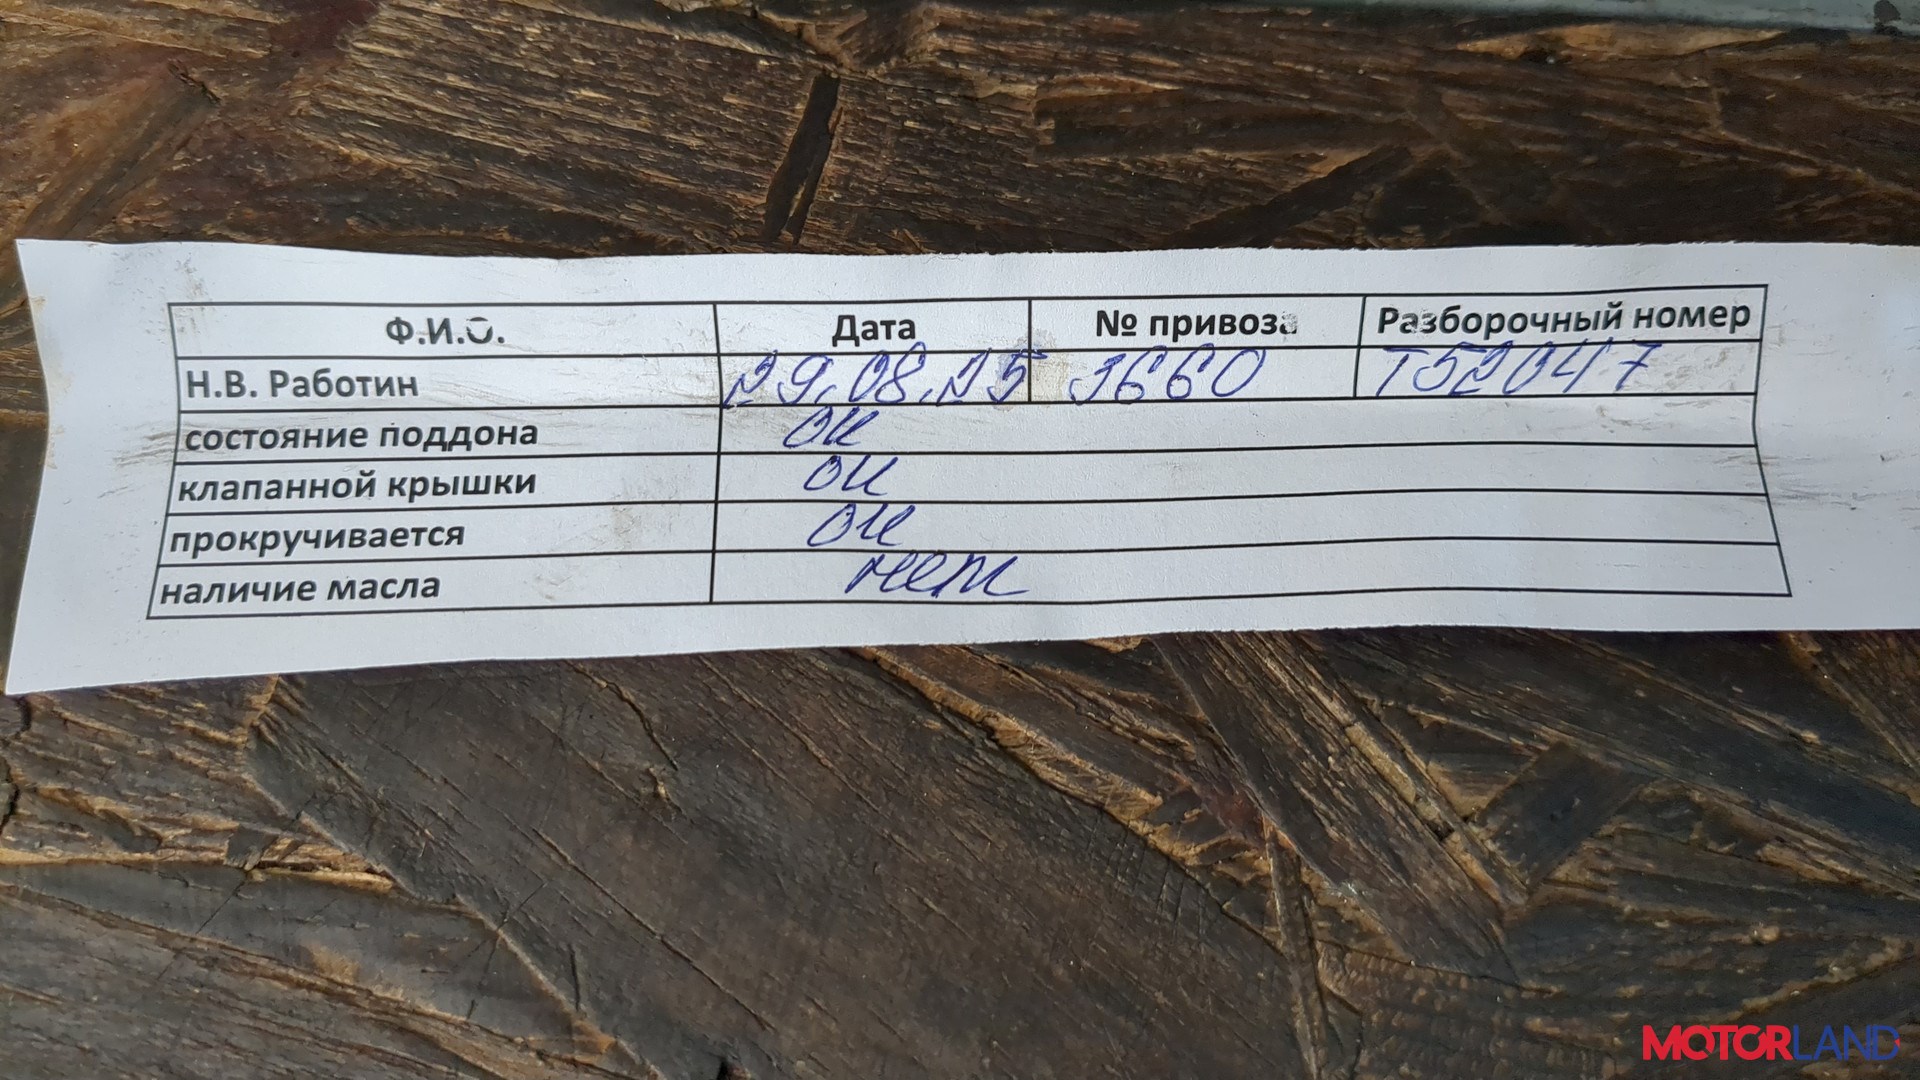 Ф.И.О. Дата № привоза Разборочный номер
Н.В. Работин 29.08.25 1660 T52047
состояние поддона ок
клапанной крышки ок
прокручивается ок
наличие масла нет
MOTORLAND